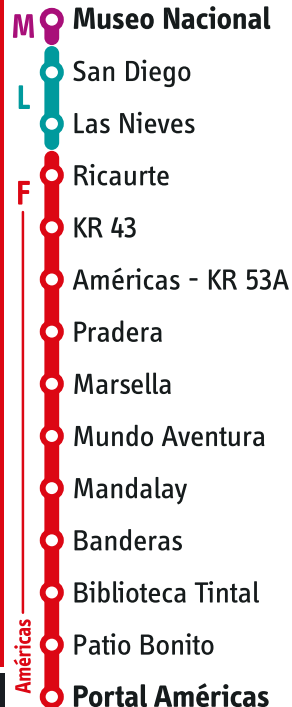 M Museo Nacional
San Diego
L
Las Nieves
Ricaurte
F
KR 43
Américas - KR 53A
Pradera
Marsella
Mundo Aventura
Mandalay
Banderas
Biblioteca Tintal
Américas
Patio Bonito
Portal Américas